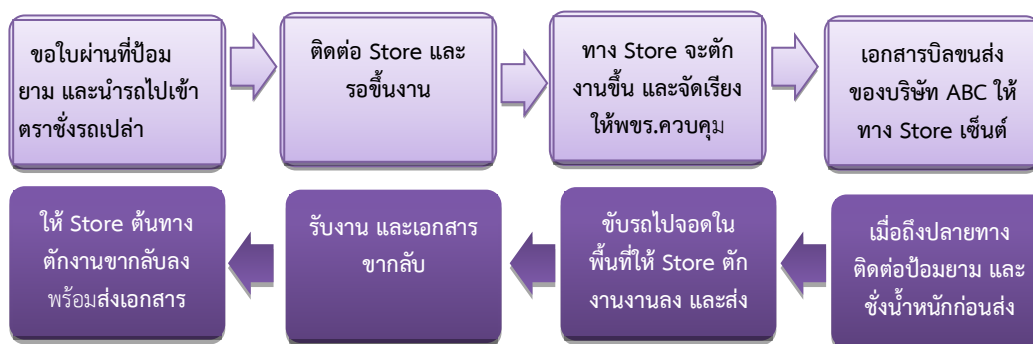 ขอใบผ่านที่ป้อม
ยาม และนำรถไปเข้า
ตราชั่งรถเปล่า
ติดต่อ Store และ
รอขึ้นงาน
ทาง Store จะตัก
งานขึ้น และจัดเรียง
ให้พขร.ควบคุม
เอกสารบิลขนส่ง
ของบริษัท ABC ให้
ทาง Store เซ็นต์
เมื่อถึงปลายทาง
ติดต่อป้อมยาม และ
ชั่งน้ำหนักก่อนส่ง
ขับรถไปจอดใน
พื้นที่ให้ Store ตัก
งานงานลง และส่ง
รับงาน และเอกสาร
ขากลับ
ให้ Store ต้นทาง
ตักงานขากลับลง
พร้อมส่งเอกสาร